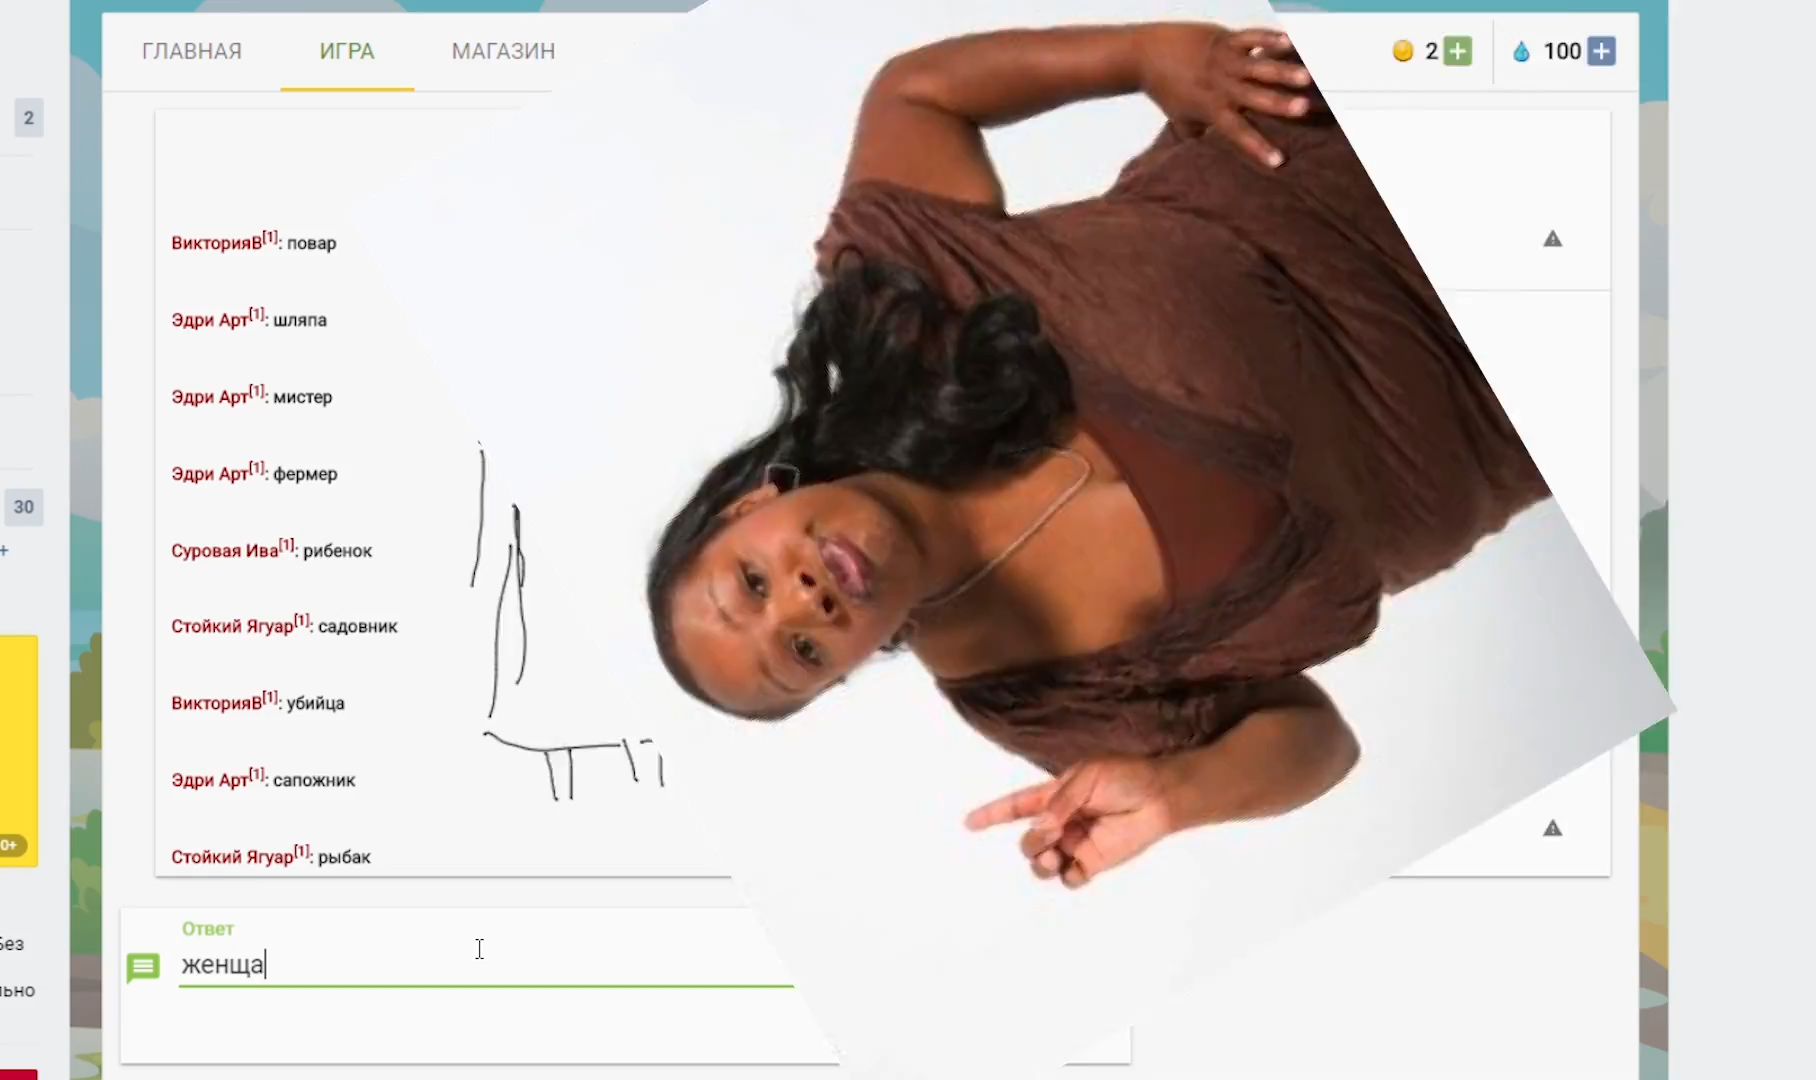 ГЛАВНАЯ ИГРА МАГАЗИН 2 100
2
ВикторияВ[1]: повар
Эдри Арт[1]: шляпа
Эдри Арт[1]: мистер
Эдри Арт[1]: фермер
30
Суровая Ива[1]: рибенок
Стойкий Ягуар[1]: садовник
ВикторияВ[1]: убийца
Эдри Арт[1]: сапожник
0+
Стойкий Ягуар[1]: рыбак
Ответ
женща